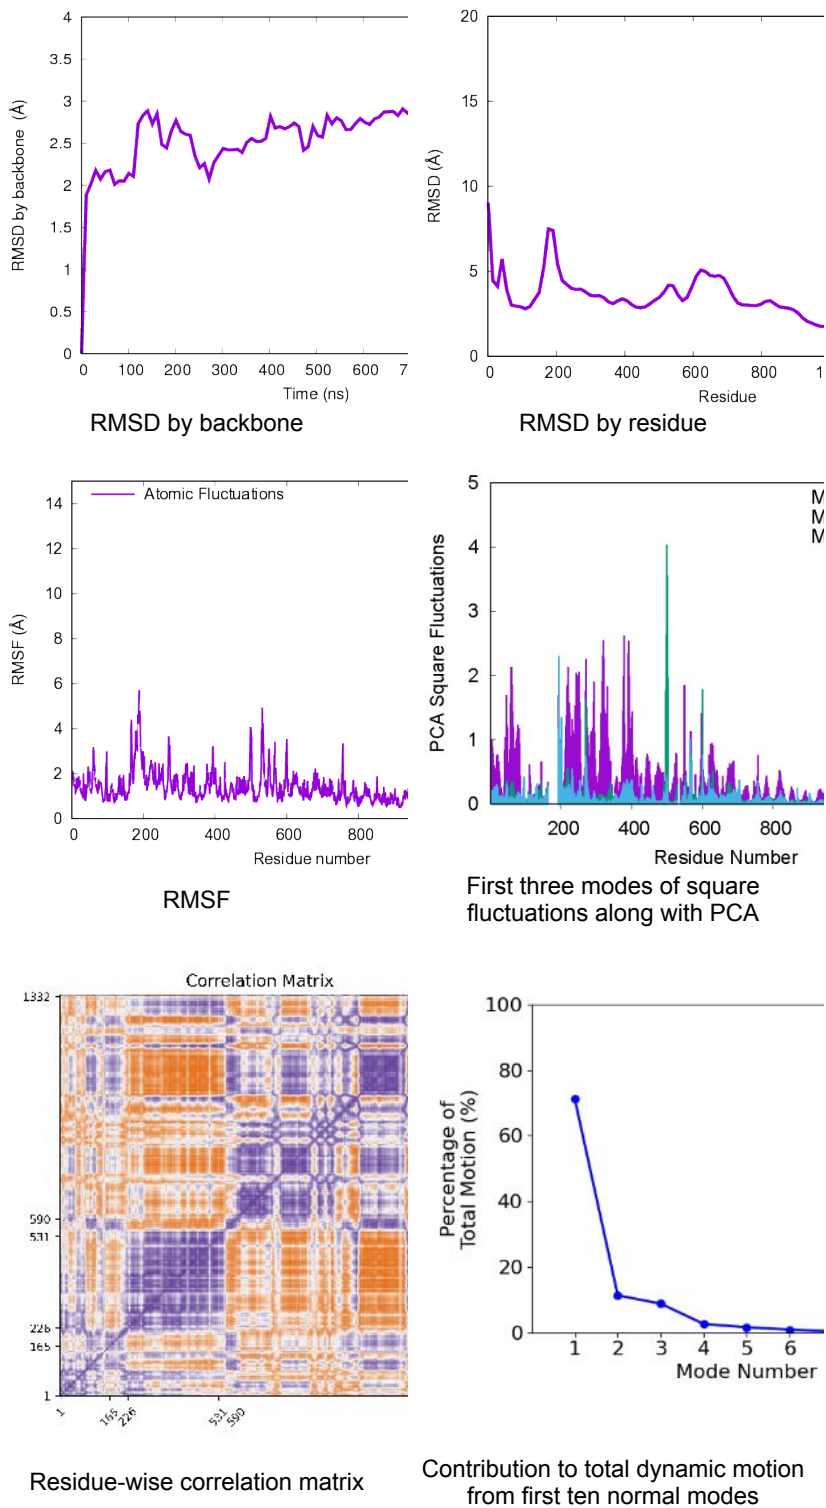 4
3.5
3
2.5
2
1.5
1
0.5
0
RMSD by backbone (Å)
0 100 200 300 400 500 600 7
Time (ns)
RMSD by backbone
20
15
10
5
0
RMSD (Å)
0 200 400 600 800 1
Residue
RMSD by residue
Atomic Fluctuations
14
12
10
8
6
4
2
0
RMSF (Å)
0 200 400 600 800
Residue number
RMSF
M
M
M
5
4
3
2
1
0
PCA Square Fluctuations
200 400 600 800
Residue Number
First three modes of square
fluctuations along with PCA
Correlation Matrix
1332
590
531
226
165
1
1 165 226 531 590
Residue-wise correlation matrix
100
80
60
40
20
0
Percentage of
Total Motion (%)
1 2 3 4 5 6
Mode Number
Contribution to total dynamic motion
from first ten normal modes